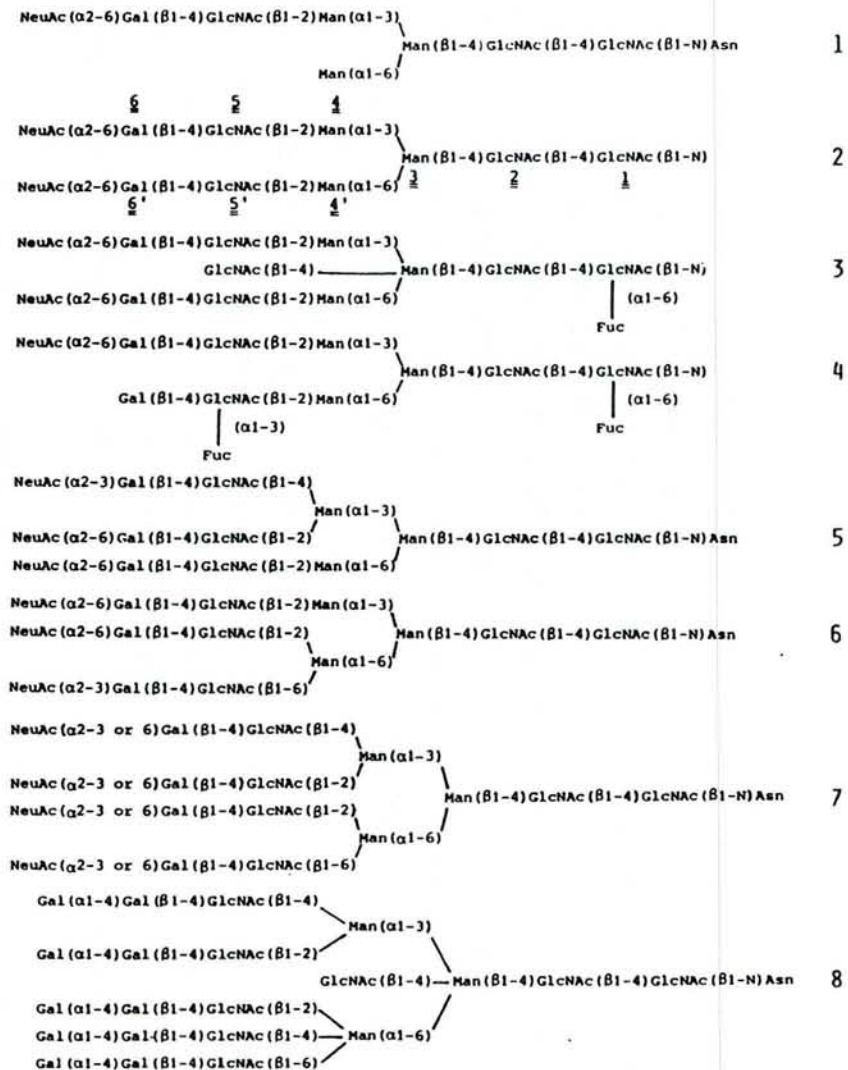 NeuAc(α2-6)Gal(β1-4)GlcNAc(β1-2)Man(α1-3)
Man(β1-4)GlcNAc(β1-4)GlcNAc(β1-N)Asn 1
Man(α1-6)
6 5 4
NeuAc(α2-6)Gal(β1-4)GlcNAc(β1-2)Man(α1-3)
Man(β1-4)GlcNAc(β1-4)GlcNAc(β1-N) 2
NeuAc(α2-6)Gal(β1-4)GlcNAc(β1-2)Man(α1-6) 3 2 1
6' 5' 4'
NeuAc(α2-6)Gal(β1-4)GlcNAc(β1-2)Man(α1-3)
GlcNAc(β1-4) Man(β1-4)GlcNAc(β1-4)GlcNAc(β1-N) 3
NeuAc(α2-6)Gal(β1-4)GlcNAc(β1-2)Man(α1-6) (α1-6)
Fuc
NeuAc(α2-6)Gal(β1-4)GlcNAc(β1-2)Man(α1-3)
Man(β1-4)GlcNAc(β1-4)GlcNAc(β1-N) 4
Gal(β1-4)GlcNAc(β1-2)Man(α1-6) (α1-6)
(α1-3) Fuc
Fuc
NeuAc(α2-3)Gal(β1-4)GlcNAc(β1-4)
Man(α1-3)
NeuAc(α2-6)Gal(β1-4)GlcNAc(β1-2) Man(β1-4)GlcNAc(β1-4)GlcNAc(β1-N)Asn 5
NeuAc(α2-6)Gal(β1-4)GlcNAc(β1-2)Man(α1-6)
NeuAc(α2-6)Gal(β1-4)GlcNAc(β1-2)Man(α1-3)
NeuAc(α2-6)Gal(β1-4)GlcNAc(β1-2) Man(β1-4)GlcNAc(β1-4)GlcNAc(β1-N)Asn 6
Man(α1-6)
NeuAc(α2-3)Gal(β1-4)GlcNAc(β1-6)
NeuAc(α2-3 or 6)Gal(β1-4)GlcNAc(β1-4)
Man(α1-3)
NeuAc(α2-3 or 6)Gal(β1-4)GlcNAc(β1-2)
NeuAc(α2-3 or 6)Gal(β1-4)GlcNAc(β1-2) Man(β1-4)GlcNAc(β1-4)GlcNAc(β1-N)Asn 7
Man(α1-6)
NeuAc(α2-3 or 6)Gal(β1-4)GlcNAc(β1-6)
Gal(α1-4)Gal(β1-4)GlcNAc(β1-4)
Man(α1-3)
Gal(α1-4)Gal(β1-4)GlcNAc(β1-2)
GlcNAc(β1-4)—Man(β1-4)GlcNAc(β1-4)GlcNAc(β1-N)Asn 8
Gal(α1-4)Gal(β1-4)GlcNAc(β1-2)
Gal(α1-4)Gal(β1-4)GlcNAc(β1-4)—Man(α1-6)
Gal(α1-4)Gal(β1-4)GlcNAc(β1-6)